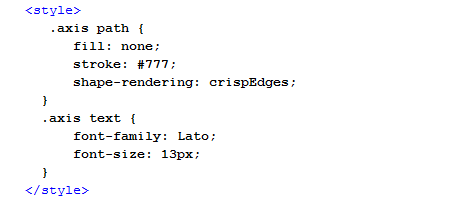 <style>
.axis path {
fill: none;
stroke: #777;
shape-rendering: crispEdges;
}
.axis text {
font-family: Lato;
font-size: 13px;
}
</style>